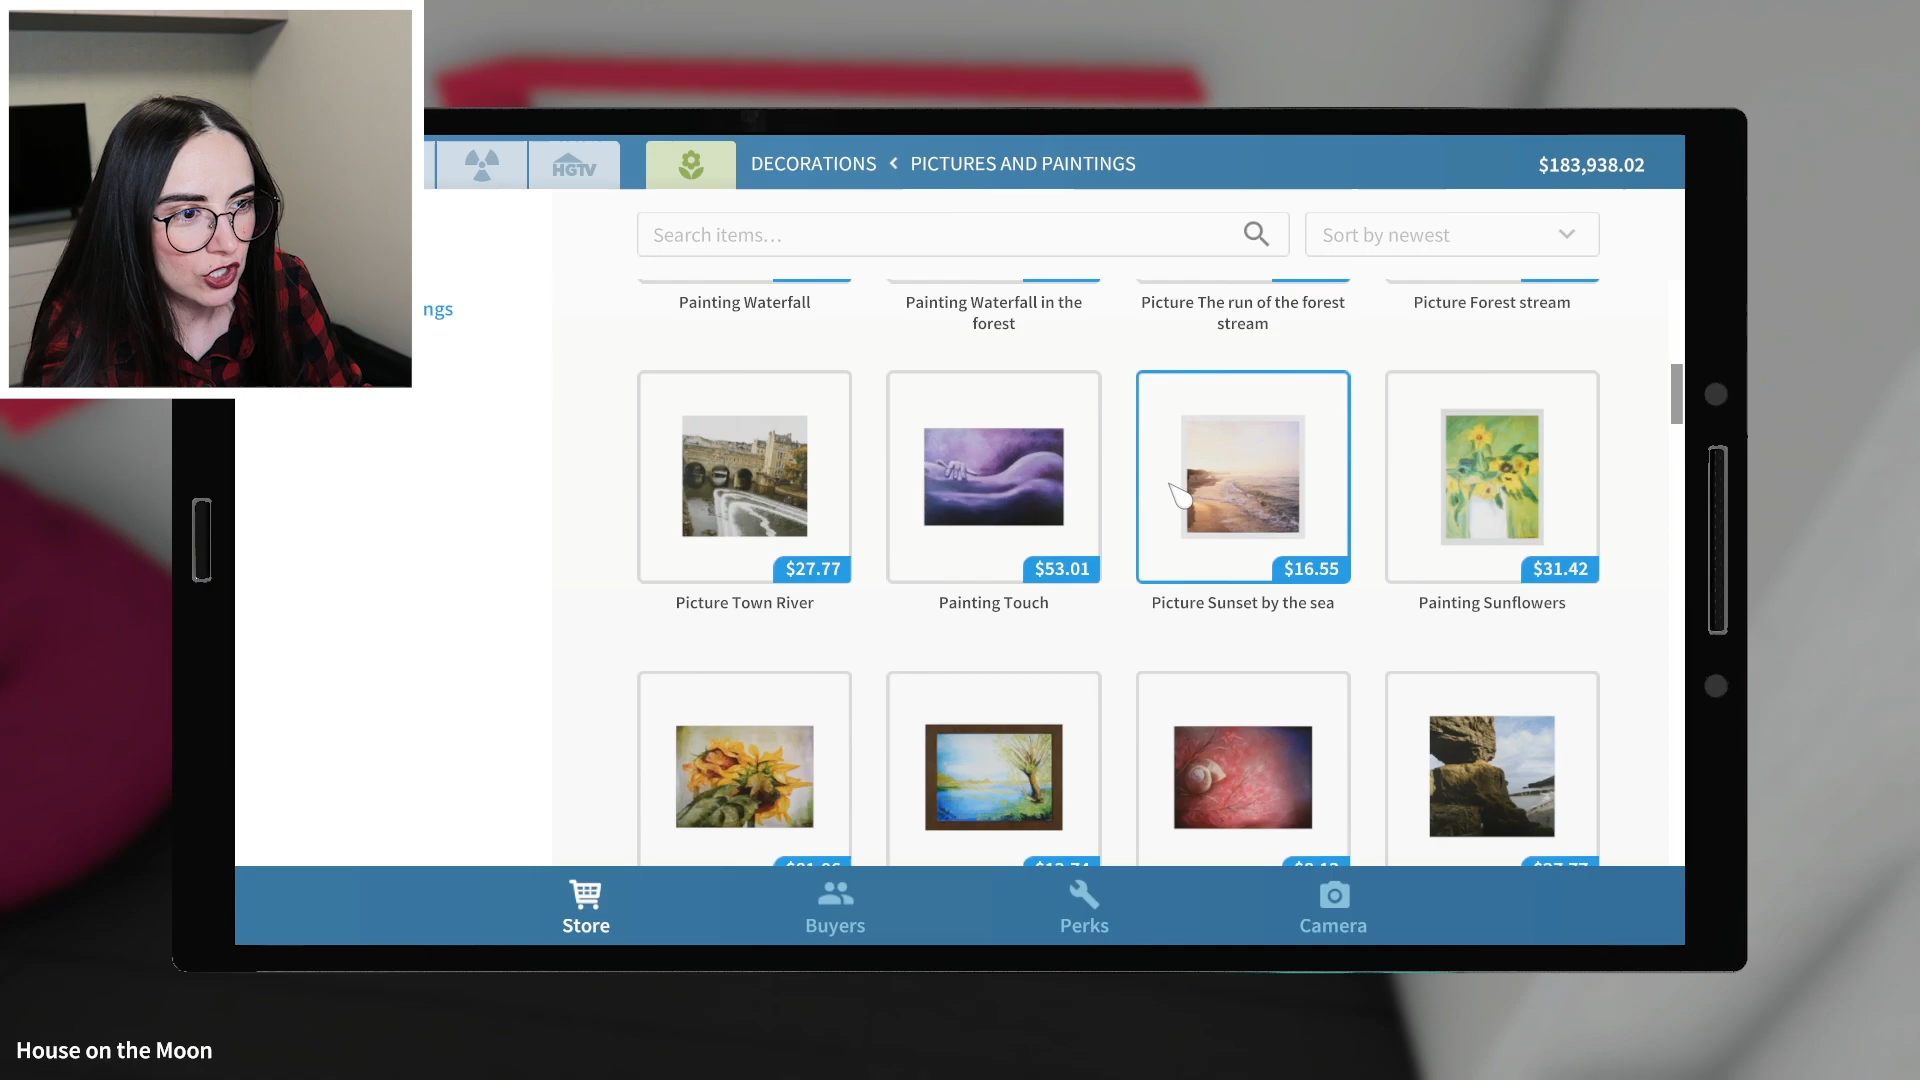 HGTV
DECORATIONS < PICTURES AND PAINTINGS
$183,938.02
Search items...
Sort by newest
ngs
Painting Waterfall
Painting Waterfall in the
forest
Picture The run of the forest
stream
Picture Forest stream
$27.77
$53.01
$16.55
$31.42
Picture Town River
Painting Touch
Picture Sunset by the sea
Painting Sunflowers
Store
Buyers
Perks
Camera
House on the Moon